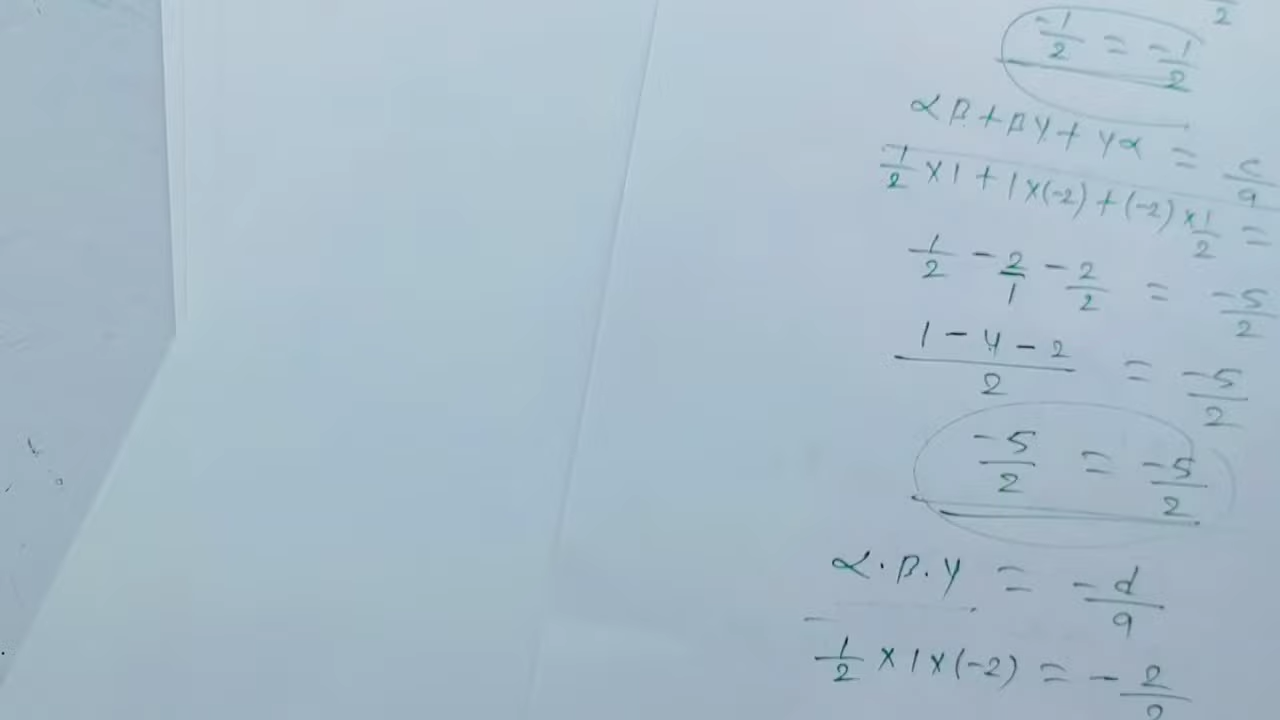 2
-1/2 = -1/2
αβ + βγ + γα = c/a
1/2 × 1 + 1 × (-2) + (-2) × 1/2 =
1/2 - 2/1 - 2/2 = -5/2
(1 - 4 - 2)/2 = -5/2
-5/2 = -5/2
α·β·γ = -d/a
1/2 × 1 × (-2) = -2/2